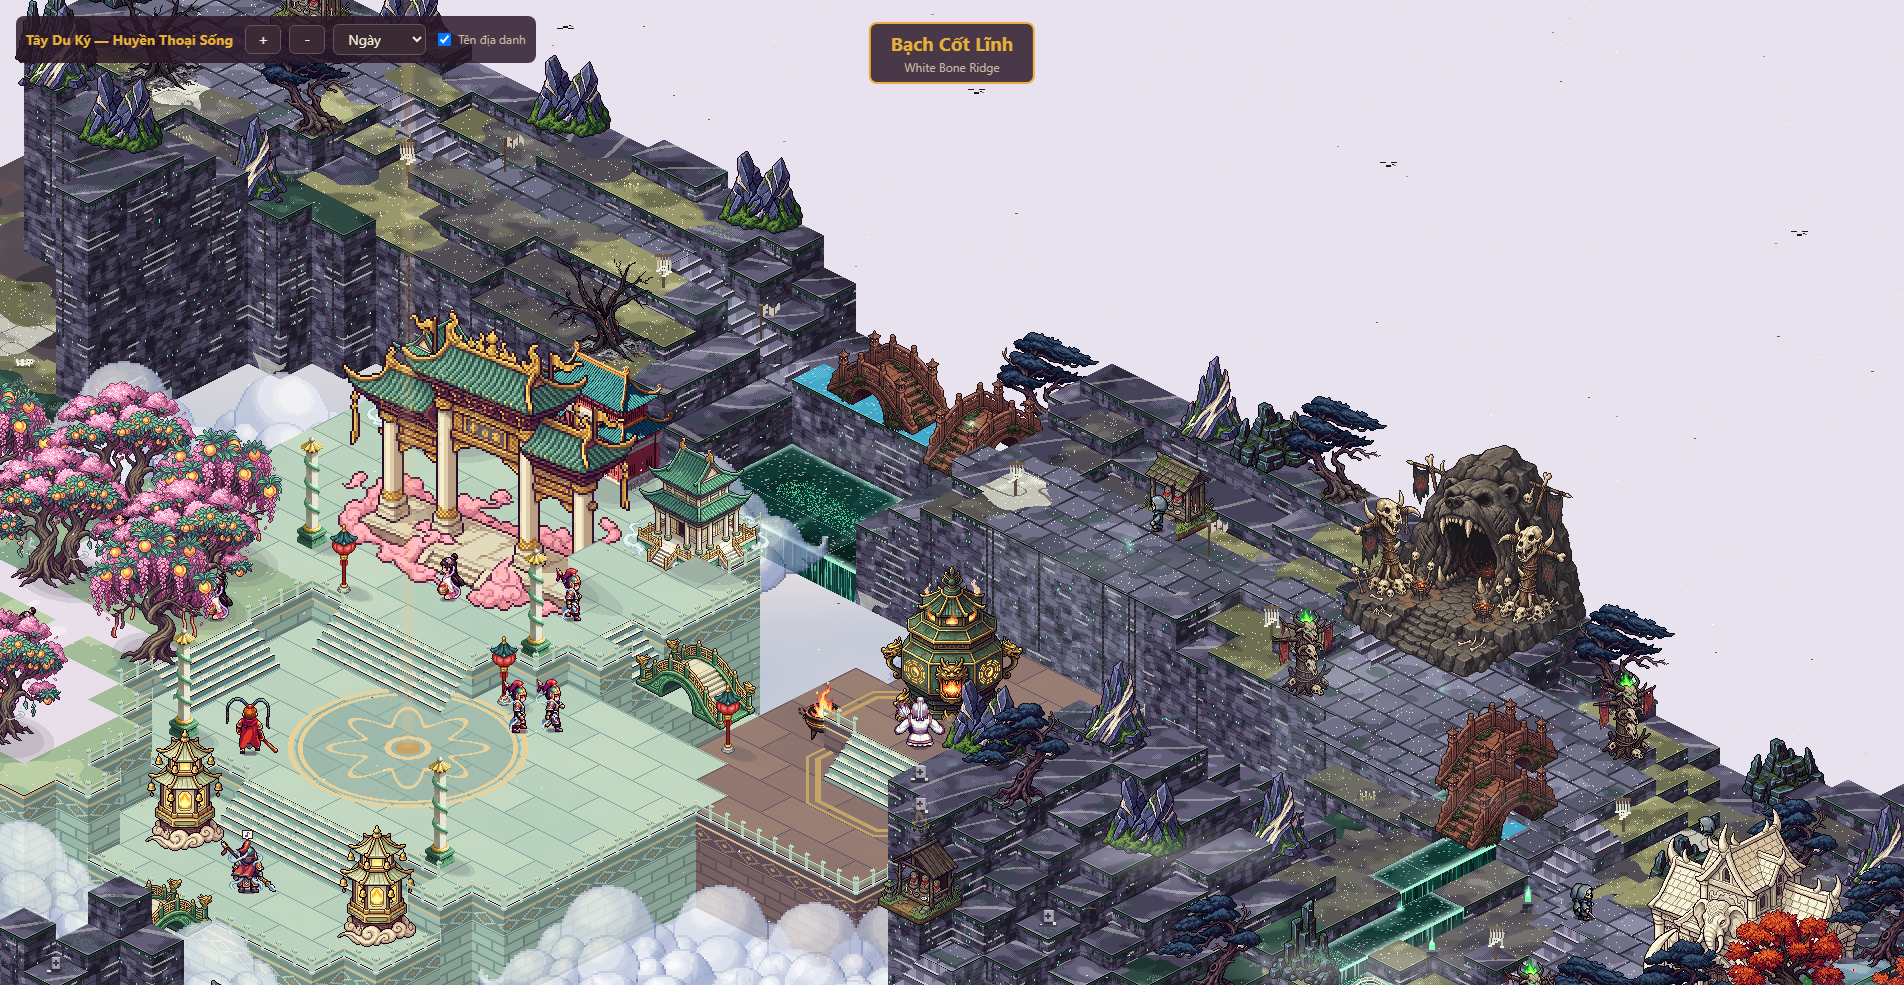 Tây Du Ký — Huyền Thoại Sống + - Ngày Tên địa danh
Bạch Cốt Lĩnh
White Bone Ridge